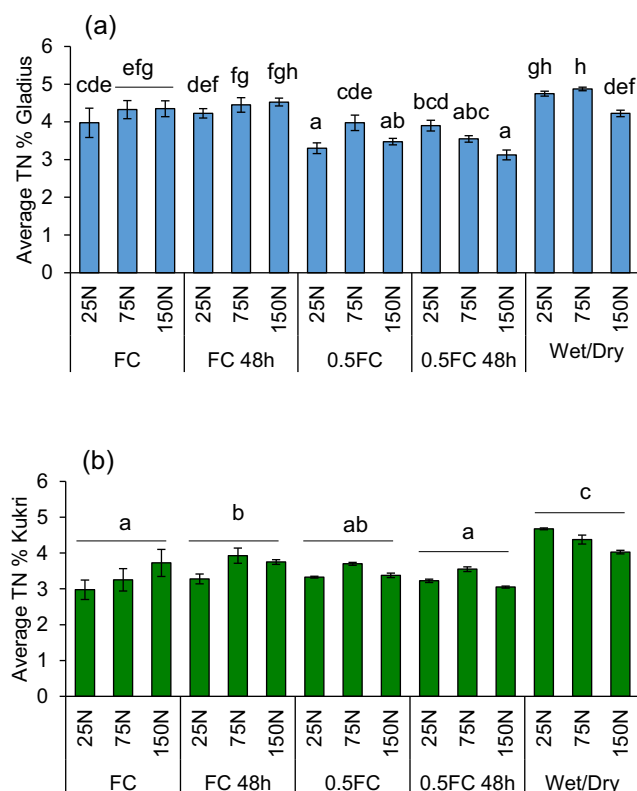 (a)
Average TN % Gladius
6
5
4
3
2
1
0
cde efg def fg fgh a cde ab bcd abc a gh h def
25N 75N 150N 25N 75N 150N 25N 75N 150N 25N 75N 150N 25N 75N 150N
FC FC 48h 0.5FC 0.5FC 48h Wet/Dry
(b)
Average TN % Kukri
6
5
4
3
2
1
0
a b ab a c
25N 75N 150N 25N 75N 150N 25N 75N 150N 25N 75N 150N 25N 75N 150N
FC FC 48h 0.5FC 0.5FC 48h Wet/Dry